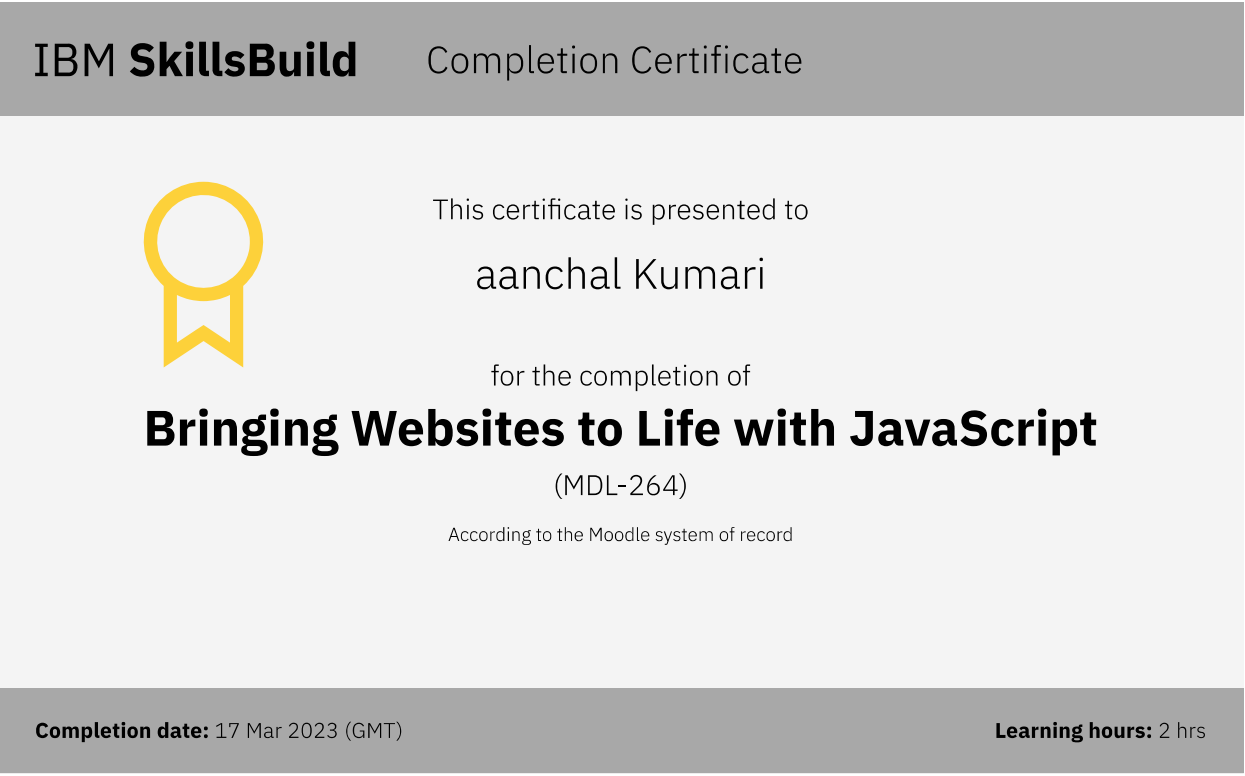 IBM SkillsBuild Completion Certificate
This certificate is presented to
aanchal Kumari
for the completion of
Bringing Websites to Life with JavaScript
(MDL-264)
According to the Moodle system of record
Completion date: 17 Mar 2023 (GMT)
Learning hours: 2 hrs